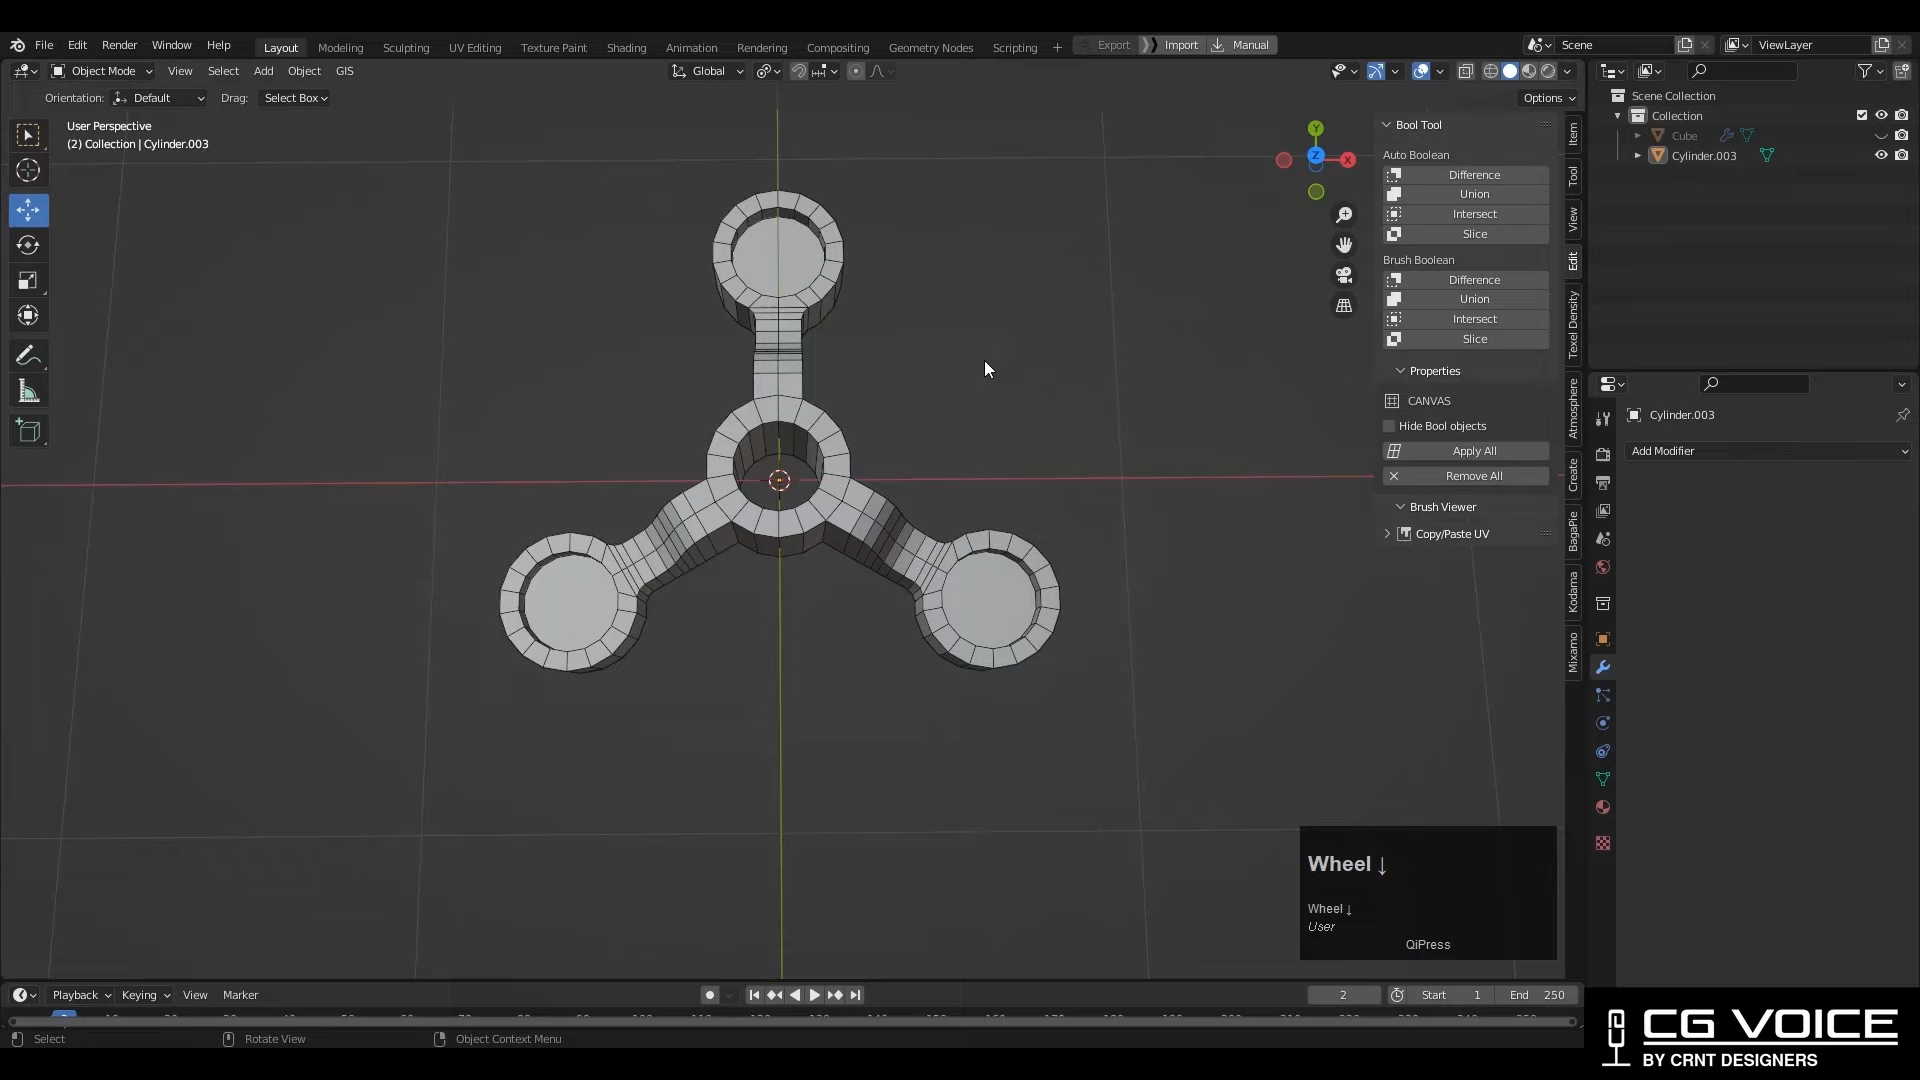 File Edit Render Window Help Layout Modeling Sculpting UV Editing Texture Paint Shading Animation Rendering Compositing Geometry Nodes Scripting + Export Import Manual Scene ViewLayer
Object Mode View Select Add Object GIS Global
Orientation: Default Drag: Select Box Options
User Perspective
(2) Collection | Cylinder.003
Y
Z
X
Bool Tool
Auto Boolean
Difference
Union
Intersect
Slice
Brush Boolean
Difference
Union
Intersect
Slice
Properties
CANVAS
Hide Bool objects
Apply All
Remove All
Brush Viewer
Copy/Paste UV
Item
Tool
View
Edit
Texel Density
Atmosphere
Create
BagaPie
Kodama
Mixamo
Scene Collection
Collection
Cube
Cylinder.003
Cylinder.003
Add Modifier
Wheel ↓
Wheel ↓
User
QiPress
Playback Keying View Marker 2 Start 1 End 250
Select Rotate View Object Context Menu
CG VOICE
BY CRNT DESIGNERS